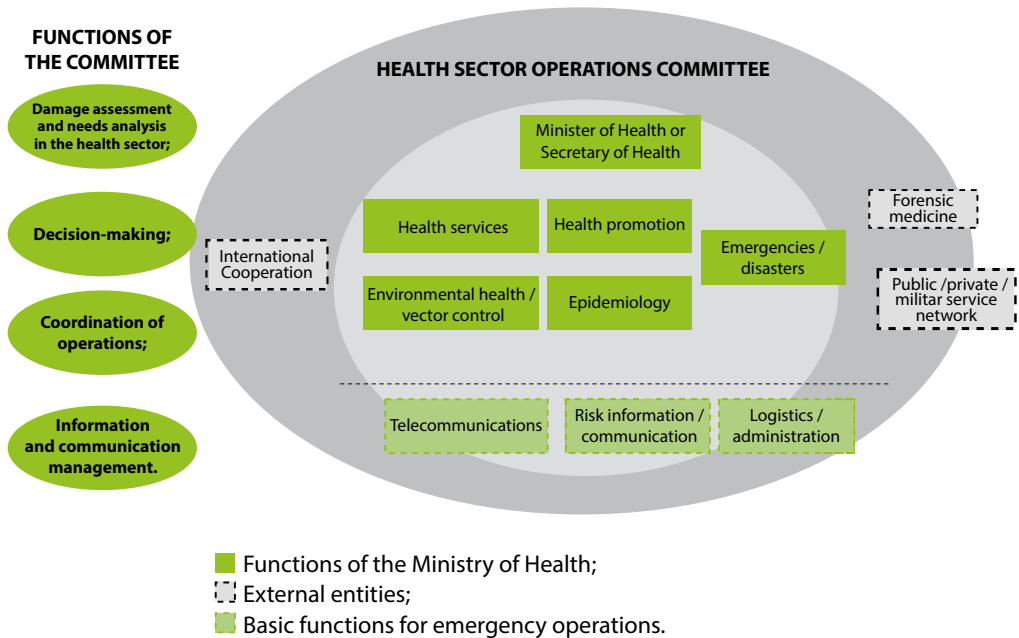 FUNCTIONS OF
THE COMMITTEE
Damage assessment
and needs analysis
in the health sector;
Decision-making;
Coordination of
operations;
Information
and communication
management.
HEALTH SECTOR OPERATIONS COMMITTEE
Minister of Health or
Secretary of Health
Health services
Health promotion
Emergencies /
disasters
Environmental health /
vector control
Epidemiology
International
Cooperation
Forensic
medicine
Public /private /
militar service
network
Telecommunications
Risk information /
communication
Logistics /
administration
Functions of the Ministry of Health;
External entities;
Basic functions for emergency operations.